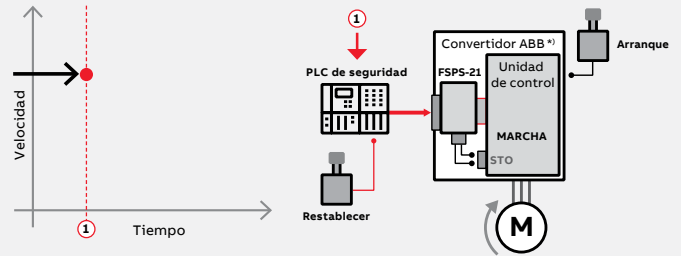 Velocidad
1
Tiempo
1
PLC de seguridad
Restablecer
Convertidor ABB *)
FSPS-21
Unidad
de control
MARCHA
STO
M
Arranque